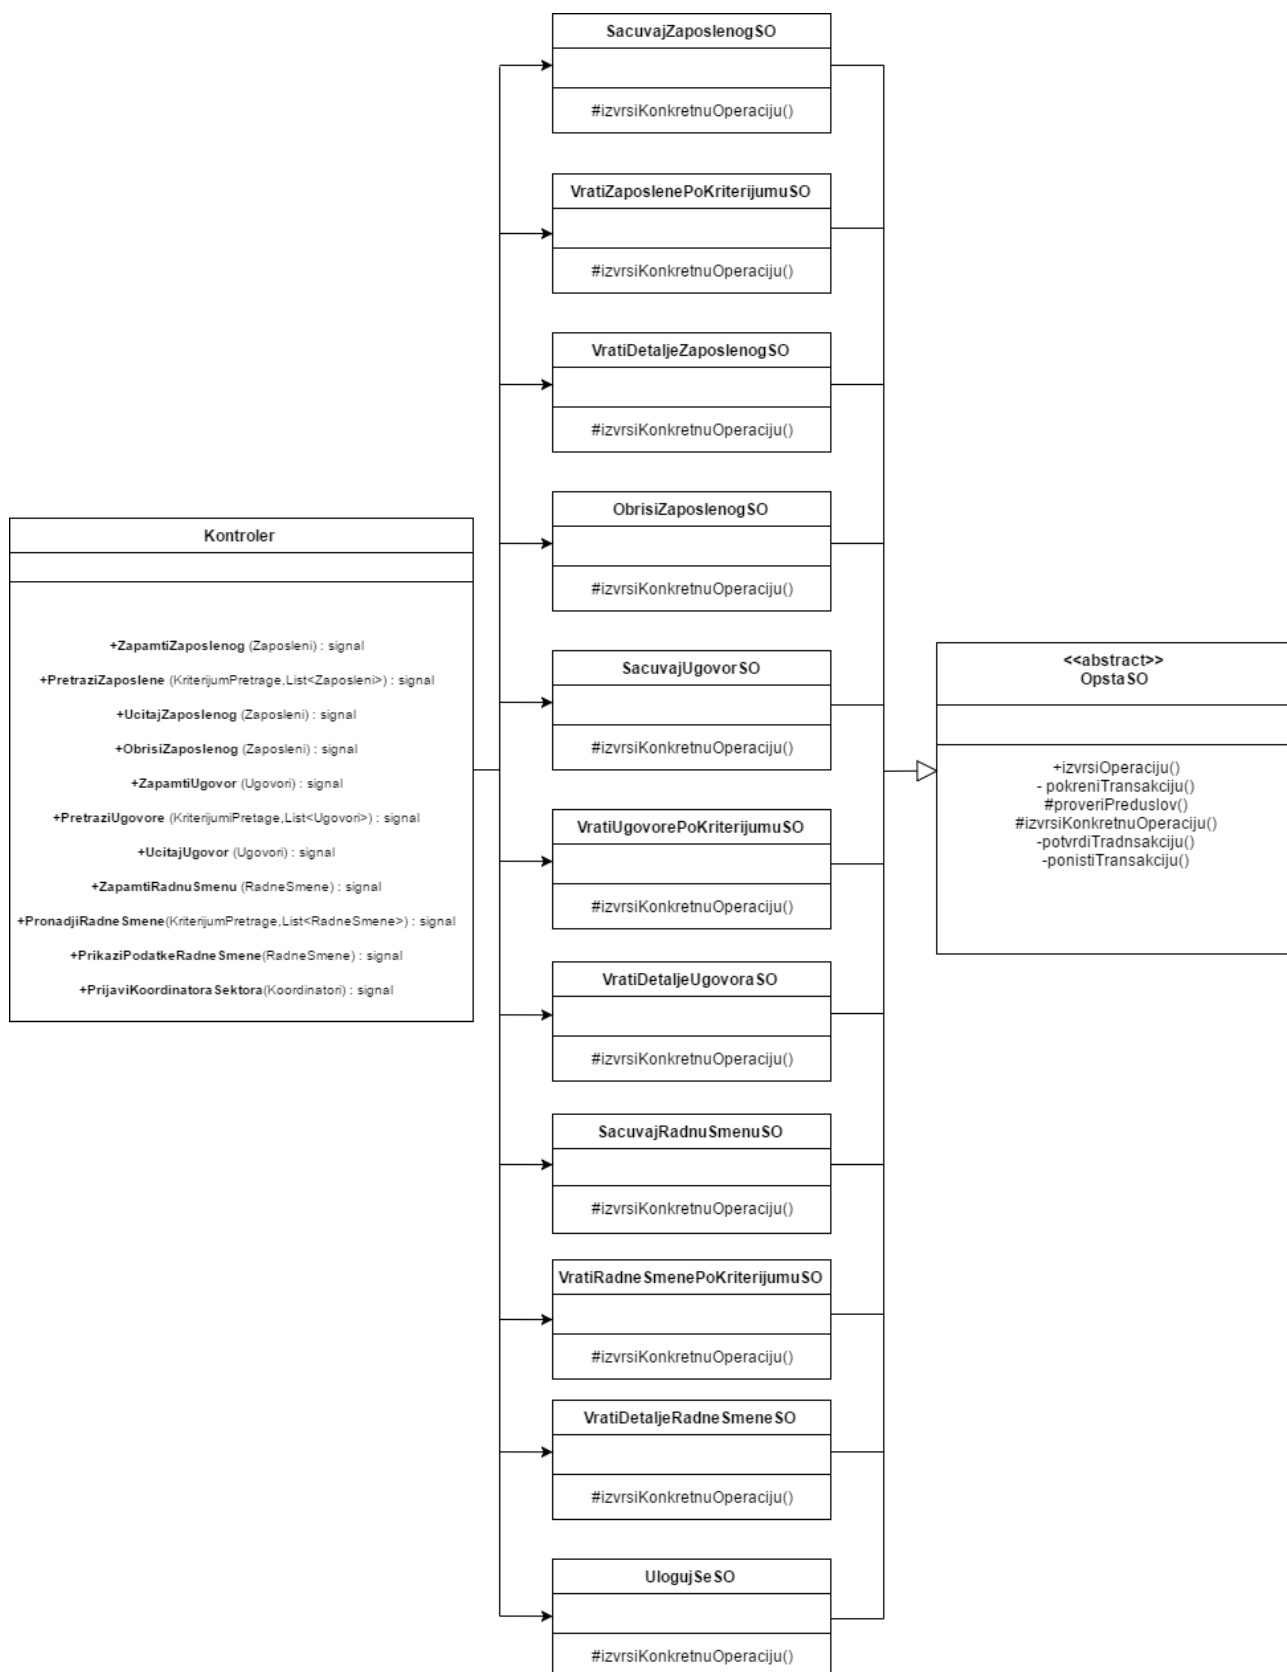 SacuvajZaposlenogSO
#izvrsiKonkretnuOperaciju()
VratiZaposlenePoKriterijumuSO
#izvrsiKonkretnuOperaciju()
VratiDetaljeZaposlenogSO
#izvrsiKonkretnuOperaciju()
ObrisiZaposlenogSO
#izvrsiKonkretnuOperaciju()
Kontroler
+ZapamtiZaposlenog (Zaposleni) : signal
+PretraziZaposlene (KriterijumPretrage,List<Zaposleni>) : signal
+UcitajZaposlenog (Zaposleni) : signal
+ObrisiZaposlenog (Zaposleni) : signal
+ZapamtiUgovor (Ugovori) : signal
+PretraziUgovore (KriterijumiPretage,List<Ugovori>) : signal
+UcitajUgovor (Ugovori) : signal
+ZapamtiRadnuSmenu (RadneSmene) : signal
+PronadjiRadneSmene(KriterijumPretrage,List<RadneSmene>) : signal
+PrikaziPodatkeRadneSmene(RadneSmene) : signal
+PrijaviKoordinatoraSektora(Koordinatori) : signal
SacuvajUgovorSO
#izvrsiKonkretnuOperaciju()
<<abstract>>
OpstaSO
+izvrsiOperaciju()
- pokreniTransakciju()
#proveriPreduslov()
#izvrsiKonkretnuOperaciju()
-potvrdiTradnsakciju()
-ponistiTransakciju()
VratiUgovorePoKriterijumuSO
#izvrsiKonkretnuOperaciju()
VratiDetaljeUgovoraSO
#izvrsiKonkretnuOperaciju()
SacuvajRadnuSmenuSO
#izvrsiKonkretnuOperaciju()
VratiRadneSmenePoKriterijumuSO
#izvrsiKonkretnuOperaciju()
VratiDetaljeRadneSmeneSO
#izvrsiKonkretnuOperaciju()
UlogujSeSO
#izvrsiKonkretnuOperaciju()